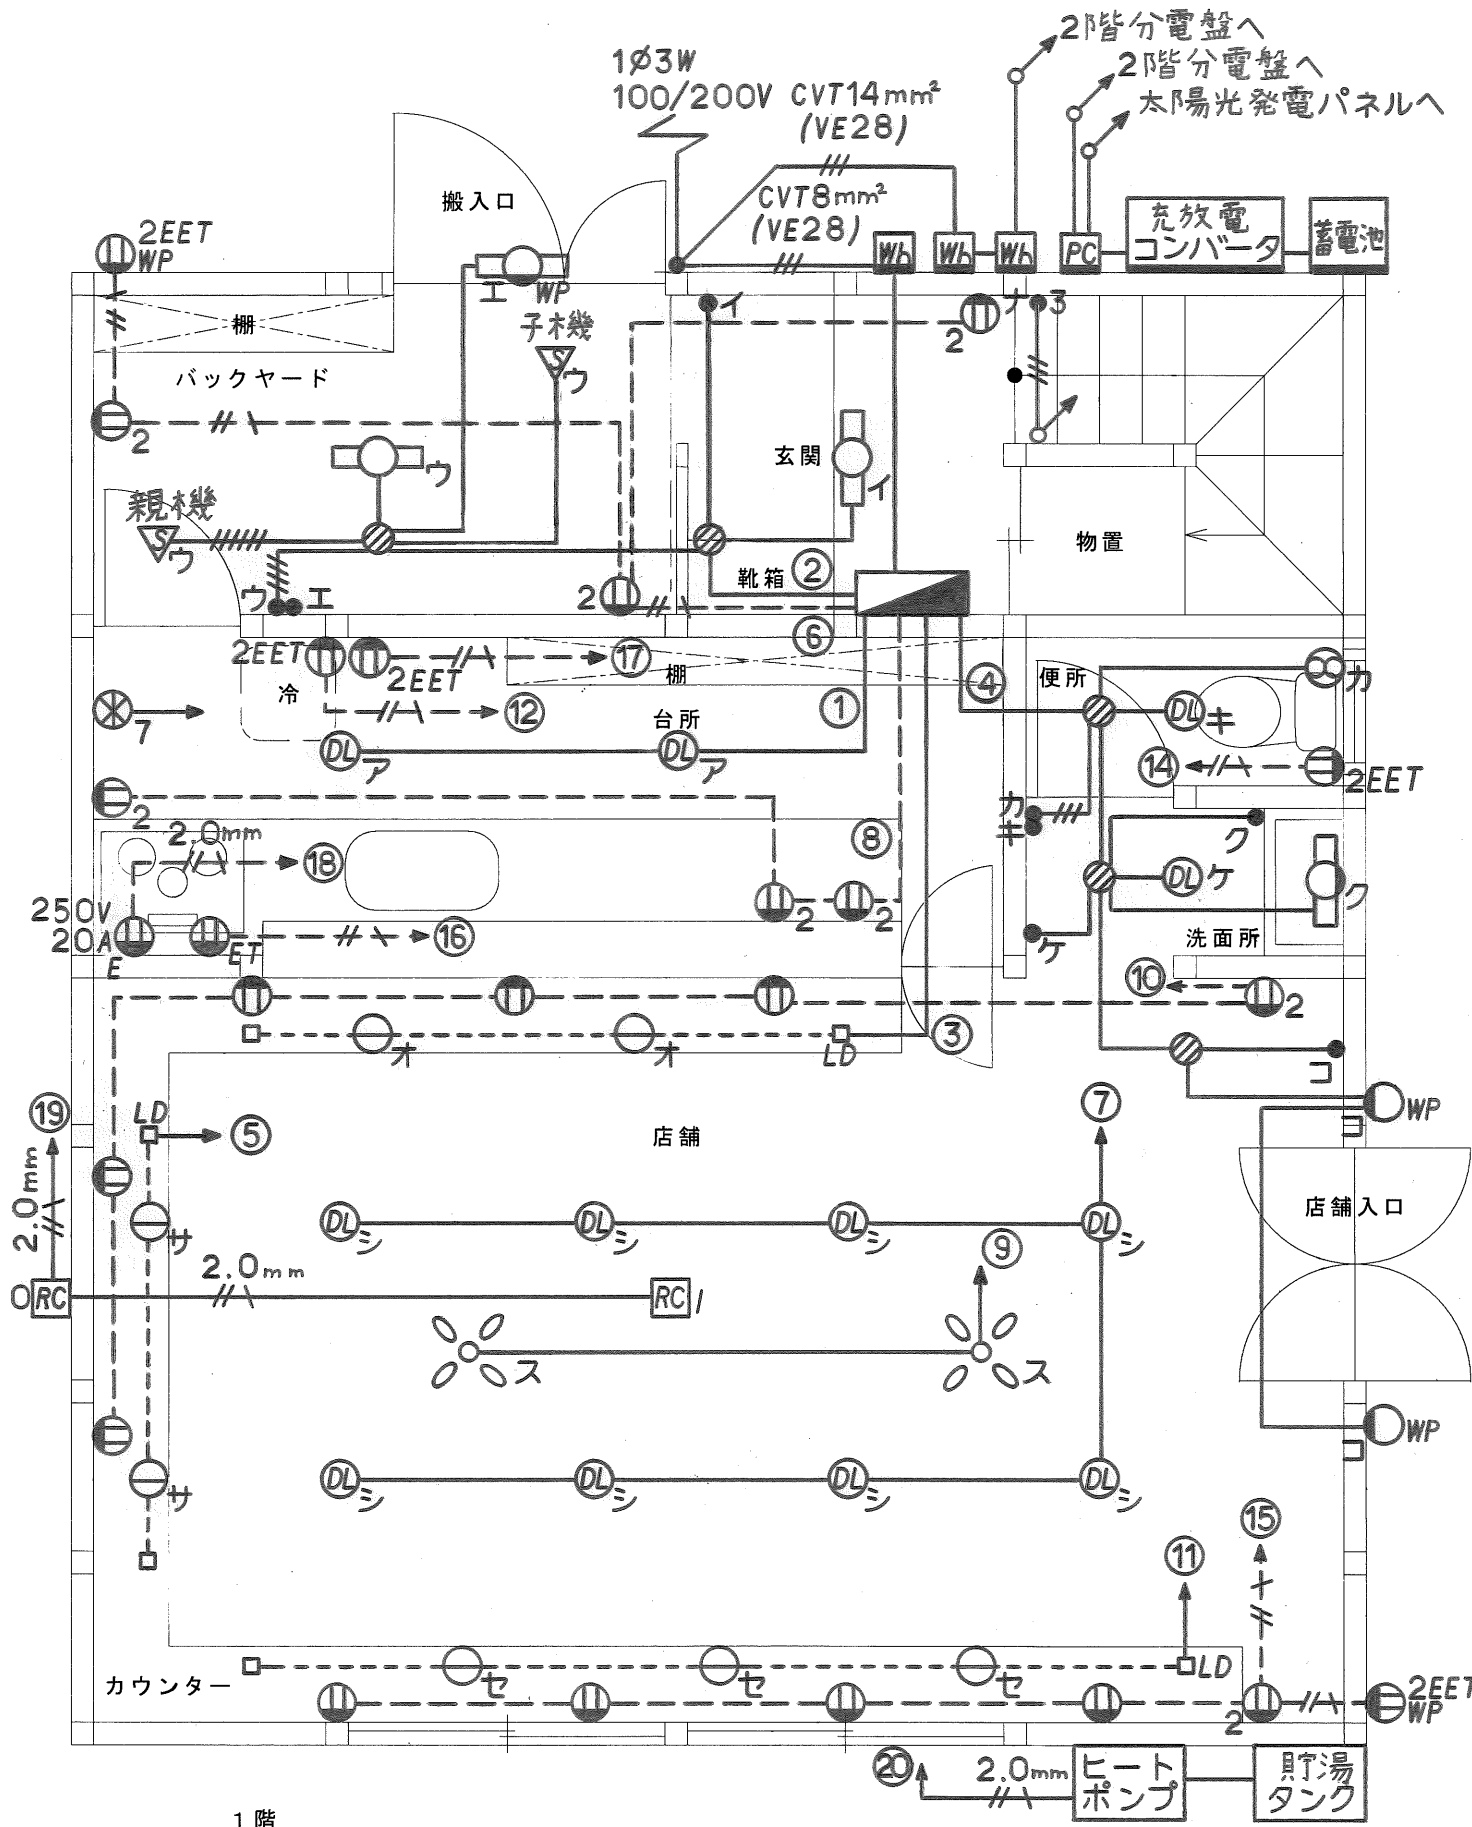 2階分電盤へ
2階分電盤へ
太陽光発電パネルへ
1φ3W
100/200V CVT14mm²
(VE28)
CVT8mm²
(VE28)
搬入口
2EET
WP
Wh
Wh
Wh
PC
充放電
コンバータ
蓄電池
エ
WP
イ
ナ
3
棚
子機
S
ウ
2
バックヤード
2
ウ
玄関
イ
親機
S
ウ
物置
靴箱
②
ウ
エ
2
⑥
2EET
⑰
2EET
棚
冷
④
便所
カ
7
⑫
台所
①
DL
キ
DL
ア
DL
ア
⑭
2EET
2
カ
キ
2.0mm
⑱
⑧
ク
DL
ケ
ク
250V
20A
E
ET
⑯
2
2
ケ
洗面所
⑩
2
オ
オ
LD
③
コ
⑲
LD
⑤
店舗
⑦
WP
コ
2.0mm
サ
DL
シ
DL
シ
DL
シ
DL
シ
店舗入口
2.0mm
⑨
O
RC
RC
I
ス
ス
WP
コ
サ
DL
シ
DL
シ
DL
シ
DL
シ
⑮
⑪
カウンター
セ
セ
セ
LD
2
2EET
WP
⑳
2.0mm
ヒート
ポンプ
貯湯
タンク
1階